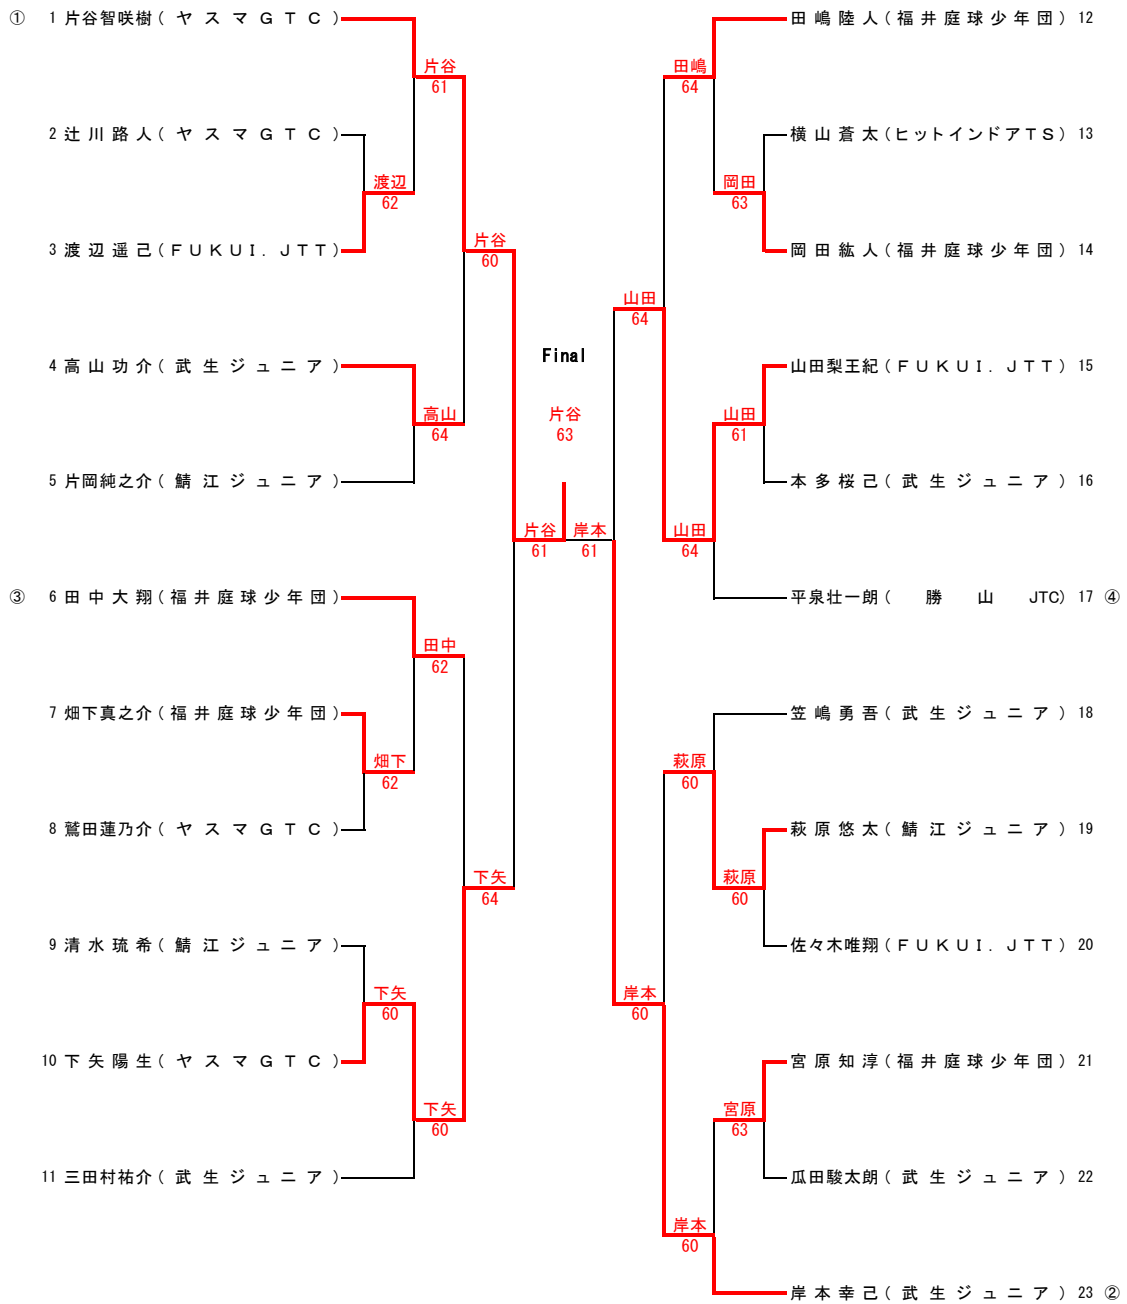 ① 1 片谷智咲樹(ヤスマGTC)
田嶋陸人(福井庭球少年団) 12
片谷
61
田嶋
64
2 辻川路人(ヤスマGTC)
横山蒼太(ヒットインドアTS) 13
渡辺
62
岡田
63
3 渡辺遥己(FUKUI.JTT)
岡田紘人(福井庭球少年団) 14
片谷
60
山田
64
Final
4 高山功介(武生ジュニア)
山田梨王紀(FUKUI.JTT) 15
高山
64
片谷
63
山田
61
5 片岡純之介(鯖江ジュニア)
本多桜己(武生ジュニア) 16
片谷
61
岸本
61
山田
64
③ 6 田中大翔(福井庭球少年団)
平泉壮一朗(勝山JTC) 17 ④
田中
62
7 畑下真之介(福井庭球少年団)
笠嶋勇吾(武生ジュニア) 18
畑下
62
萩原
60
8 鷲田蓮乃介(ヤスマGTC)
萩原悠太(鯖江ジュニア) 19
下矢
64
萩原
60
9 清水琉希(鯖江ジュニア)
佐々木唯翔(FUKUI.JTT) 20
下矢
60
岸本
60
10 下矢陽生(ヤスマGTC)
宮原知淳(福井庭球少年団) 21
下矢
60
宮原
63
11 三田村祐介(武生ジュニア)
瓜田駿太朗(武生ジュニア) 22
岸本
60
岸本幸己(武生ジュニア) 23 ②